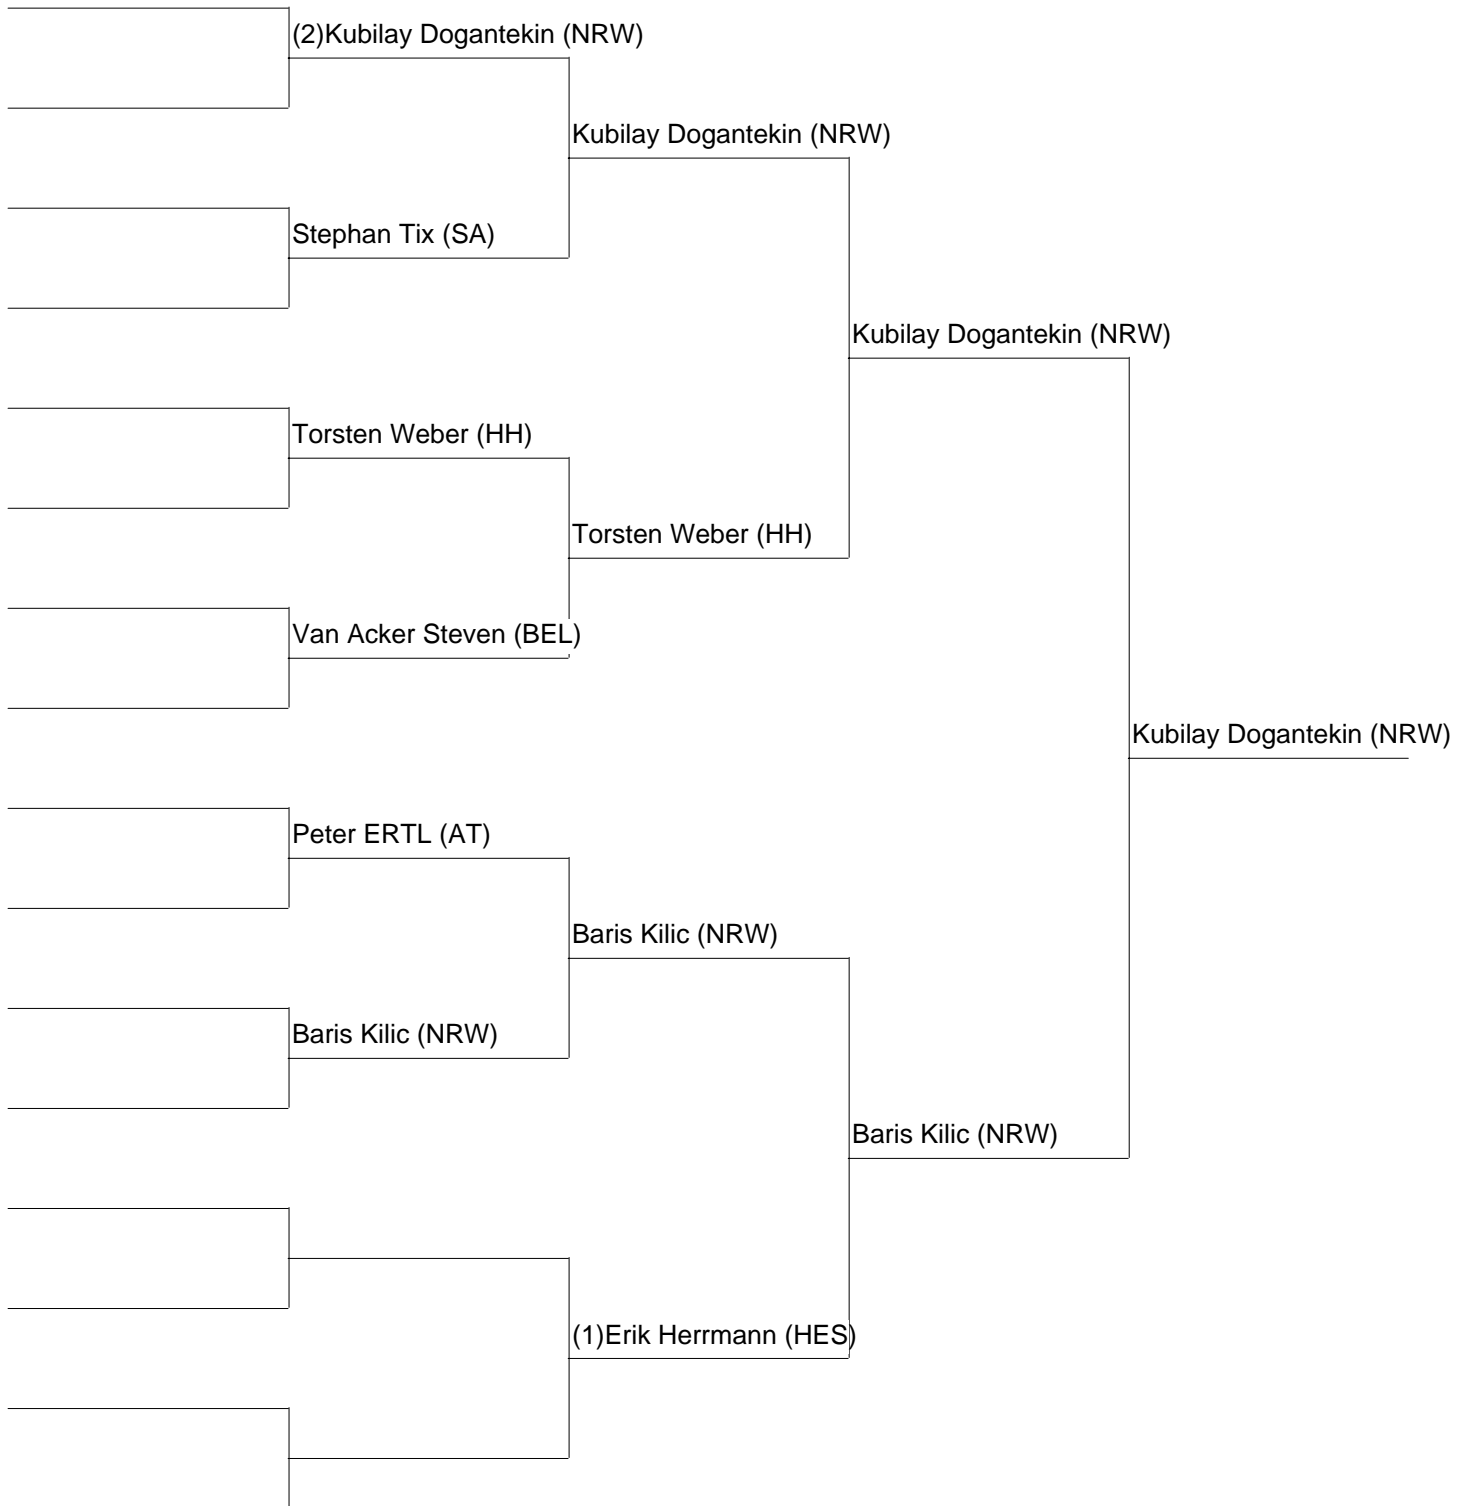 (2)Kubilay Dogantekin (NRW)
Kubilay Dogantekin (NRW)
Stephan Tix (SA)
Kubilay Dogantekin (NRW)
Torsten Weber (HH)
Torsten Weber (HH)
Van Acker Steven (BEL)
Kubilay Dogantekin (NRW)
Peter ERTL (AT)
Baris Kilic (NRW)
Baris Kilic (NRW)
Baris Kilic (NRW)
(1)Erik Herrmann (HES)